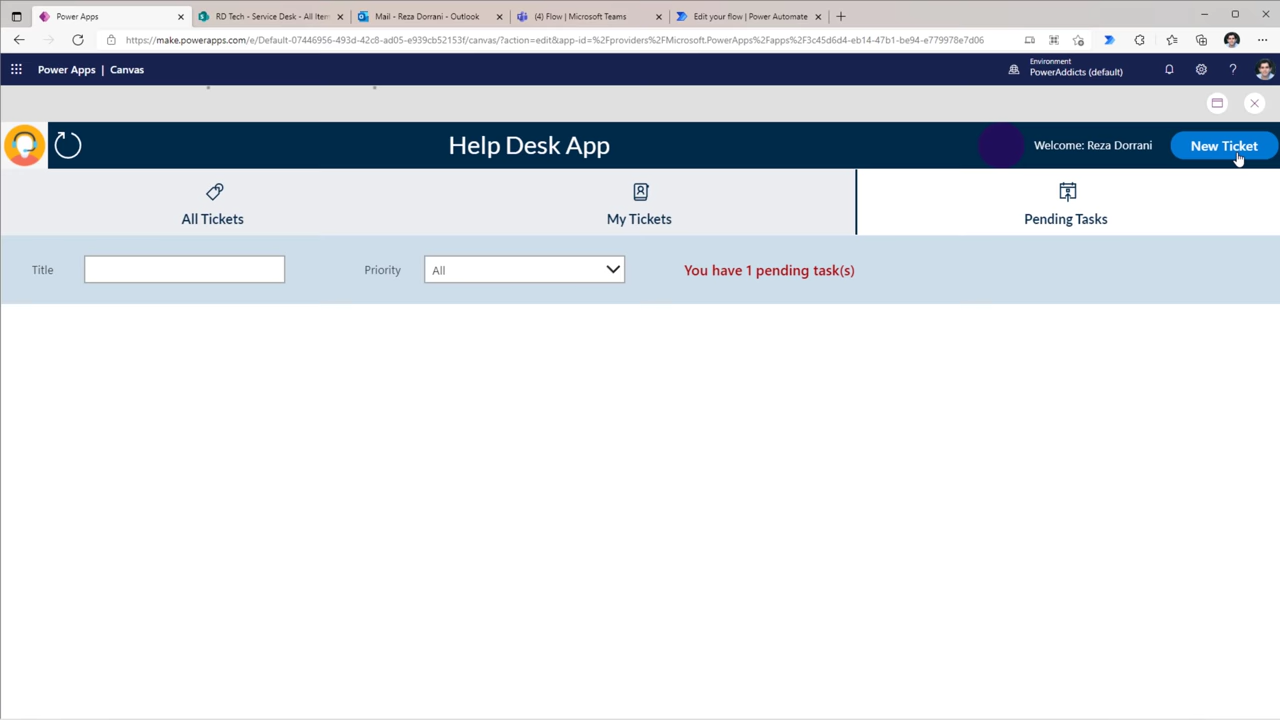 Power Apps
RD Tech - Service Desk - All Item
Mail - Reza Dorrani - Outlook
(4) Flow | Microsoft Teams
Edit your flow | Power Automate
https://make.powerapps.com/e/Default-07446956-493d-42c8-ad05-e939cb52153f/canvas/?action=edit&app-id=%2Fproviders%2FMicrosoft.PowerApps%2Fapps%2F3c45d6d4-eb14-47b1-be94-e779978e7d06
Power Apps | Canvas
Environment
PowerAddicts (default)
Help Desk App
Welcome: Reza Dorrani
New Ticket
All Tickets
My Tickets
Pending Tasks
Title
Priority
All
You have 1 pending task(s)